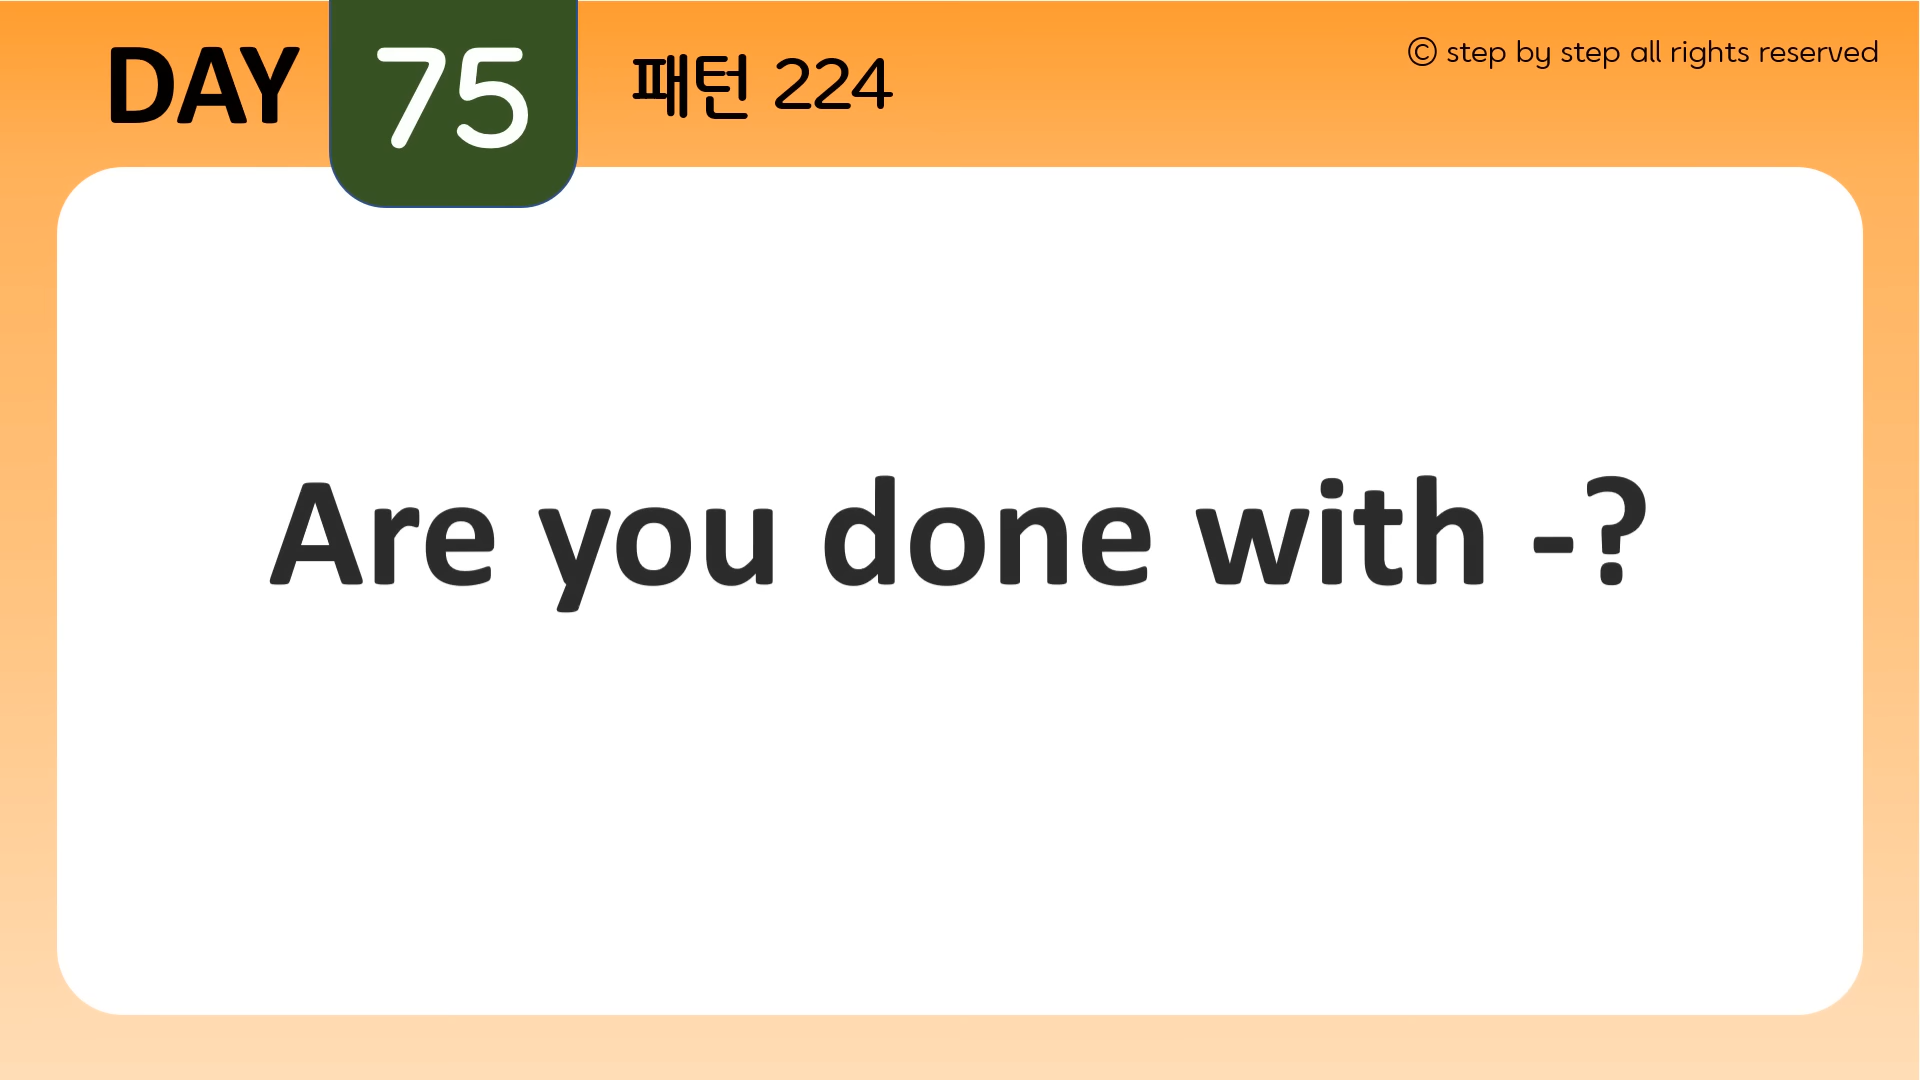 DAY 75 패턴 224
© step by step all rights reserved
Are you done with -?